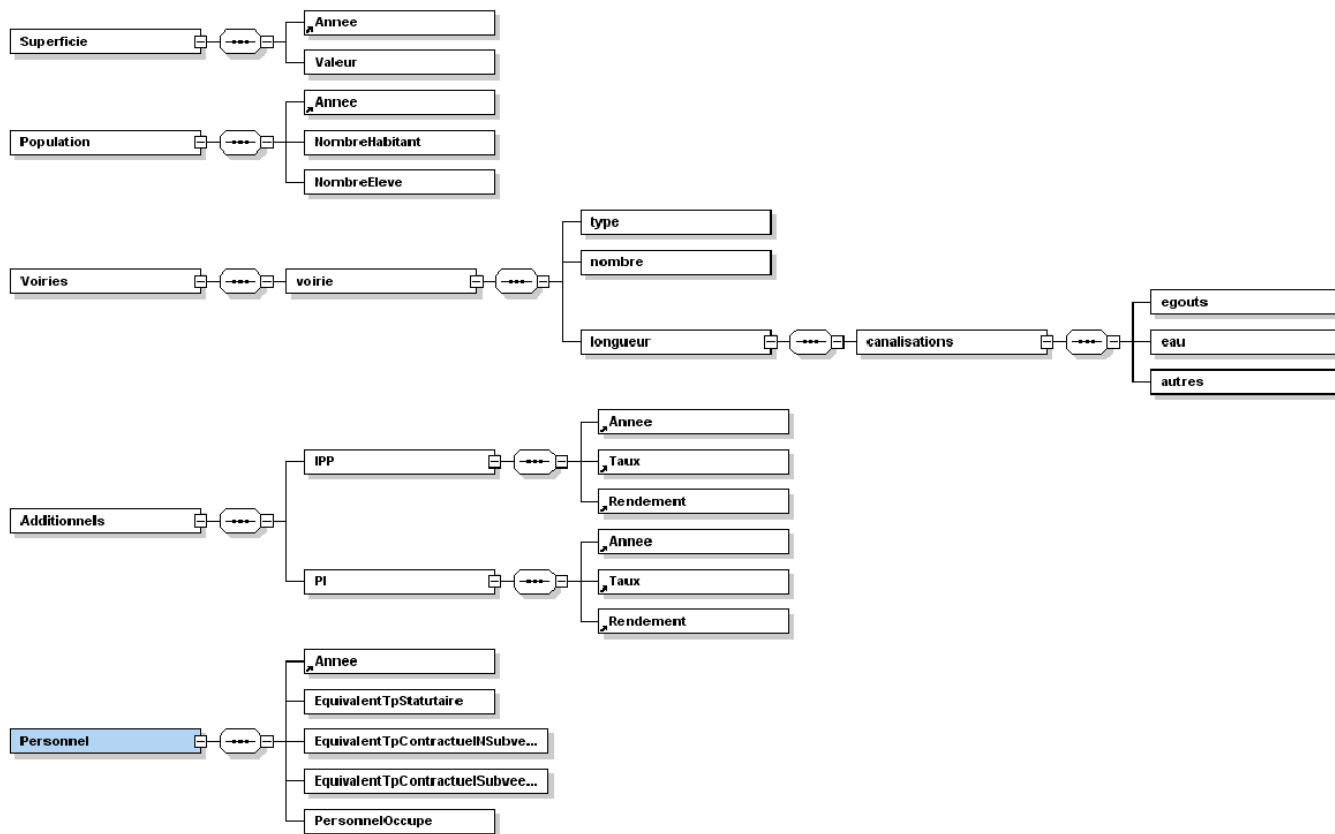 Superficie
Annee
Valeur
Population
Annee
NombreHabitant
NombreEleve
Voiries
voirie
type
nombre
longueur
canalisations
egouts
eau
autres
Additionnels
IPP
Annee
Taux
Rendement
PI
Annee
Taux
Rendement
Personnel
Annee
EquivalentTpStatutaire
EquivalentTpContractuelNSubve...
EquivalentTpContractuelSubvee...
PersonnelOccupe